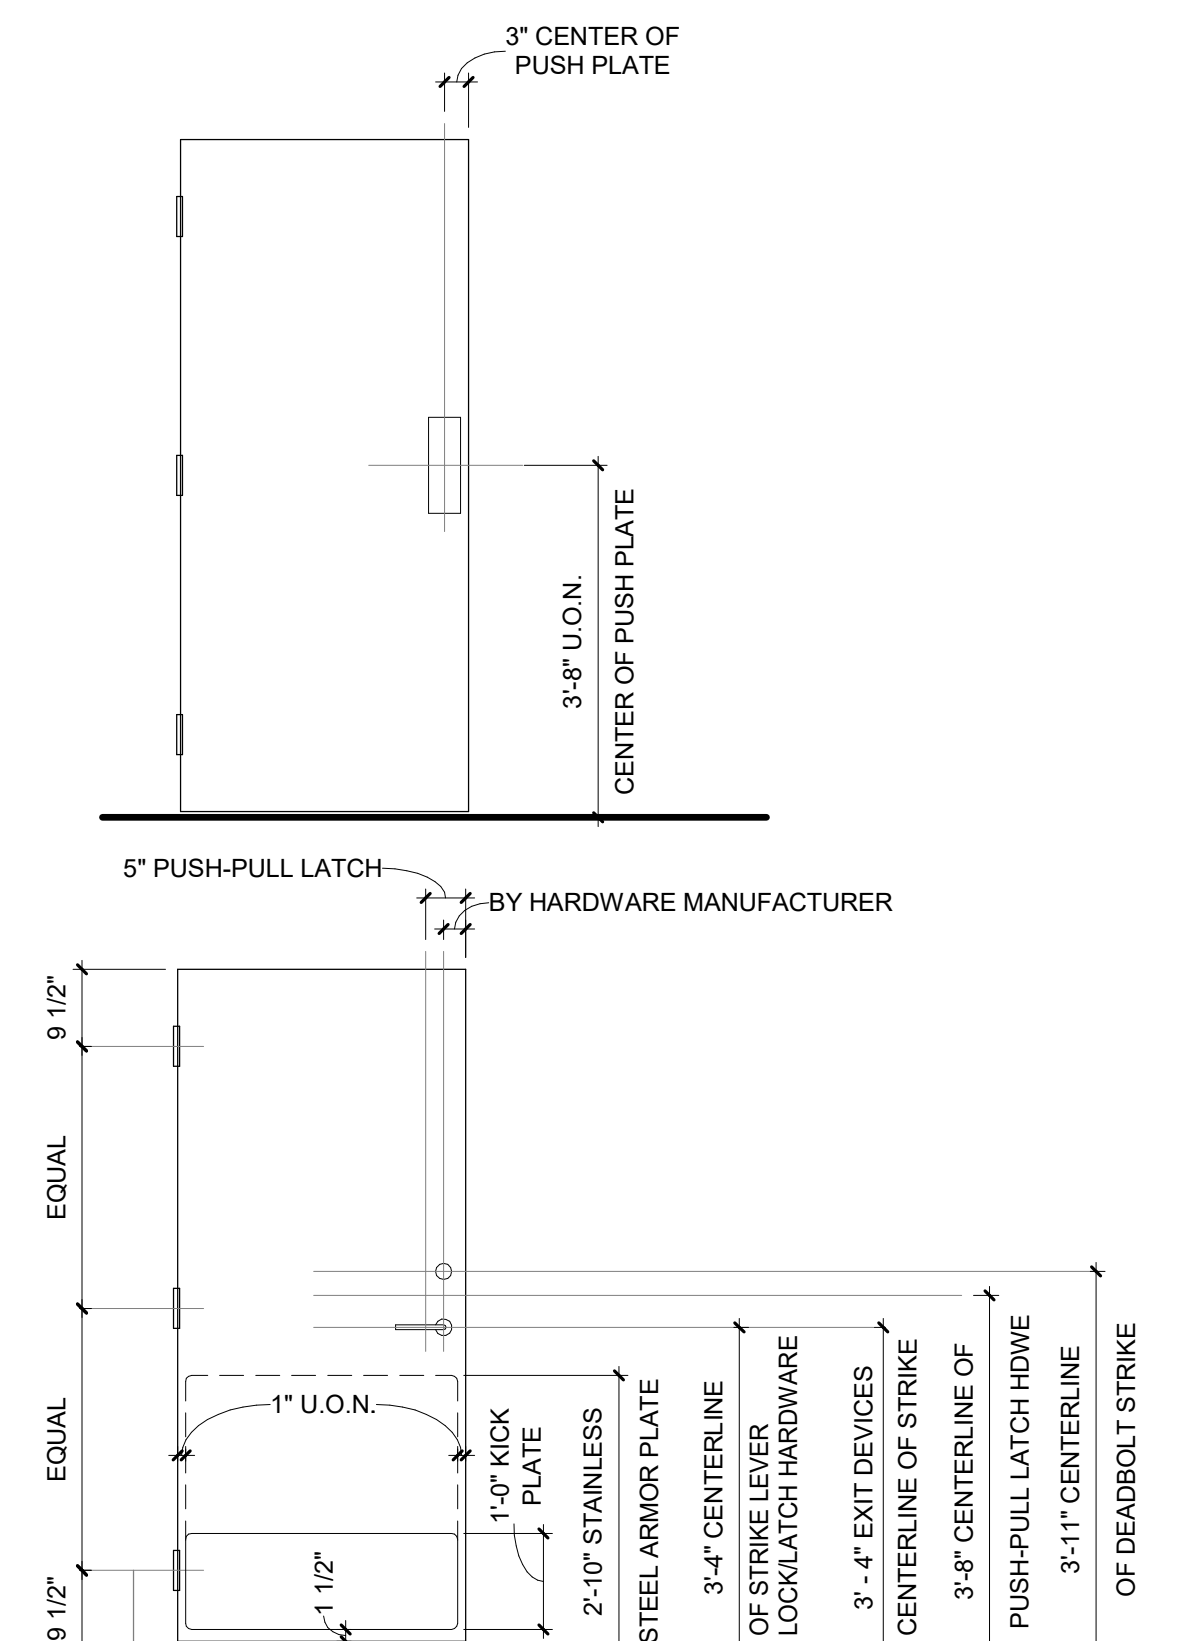 3" CENTER OF
PUSH PLATE
3'-8" U.O.N.
CENTER OF PUSH PLATE
5" PUSH-PULL LATCH
BY HARDWARE MANUFACTURER
9 1/2"
EQUAL
EQUAL
9 1/2"
1" U.O.N.
1 1/2"
1'-0" KICK
PLATE
2'-10" STAINLESS
STEEL ARMOR PLATE
3'-4" CENTERLINE
OF STRIKE LEVER
LOCK/LATCH HARDWARE
3' - 4" EXIT DEVICES
CENTERLINE OF STRIKE
3'-8" CENTERLINE OF
PUSH-PULL LATCH HDWE
3'-11" CENTERLINE
OF DEADBOLT STRIKE